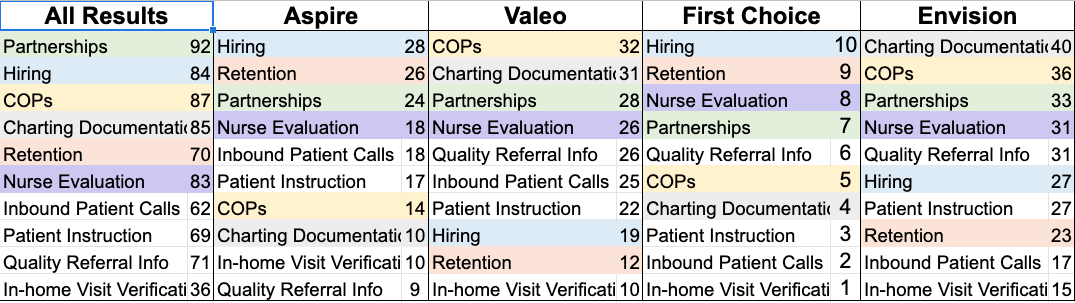 All Results Aspire Valeo First Choice Envision
Partnerships 92 Hiring 28 COPs 32 Hiring 10 Charting Documentatic 40
Hiring 84 Retention 26 Charting Documentatic 31 Retention 9 COPs 36
COPs 87 Partnerships 24 Partnerships 28 Nurse Evaluation 8 Partnerships 33
Charting Documentatic 85 Nurse Evaluation 18 Nurse Evaluation 26 Partnerships 7 Nurse Evaluation 31
Retention 70 Inbound Patient Calls 18 Quality Referral Info 26 Quality Referral Info 6 Quality Referral Info 31
Nurse Evaluation 83 Patient Instruction 17 Inbound Patient Calls 25 COPs 5 Hiring 27
Inbound Patient Calls 62 COPs 14 Patient Instruction 22 Charting Documentatic 4 Patient Instruction 27
Patient Instruction 69 Charting Documentatic 10 Hiring 19 Patient Instruction 3 Retention 23
Quality Referral Info 71 In-home Visit Verificati 10 Retention 12 Inbound Patient Calls 2 Inbound Patient Calls 17
In-home Visit Verificati 36 Quality Referral Info 9 In-home Visit Verificati 10 In-home Visit Verificati 1 In-home Visit Verificati 15